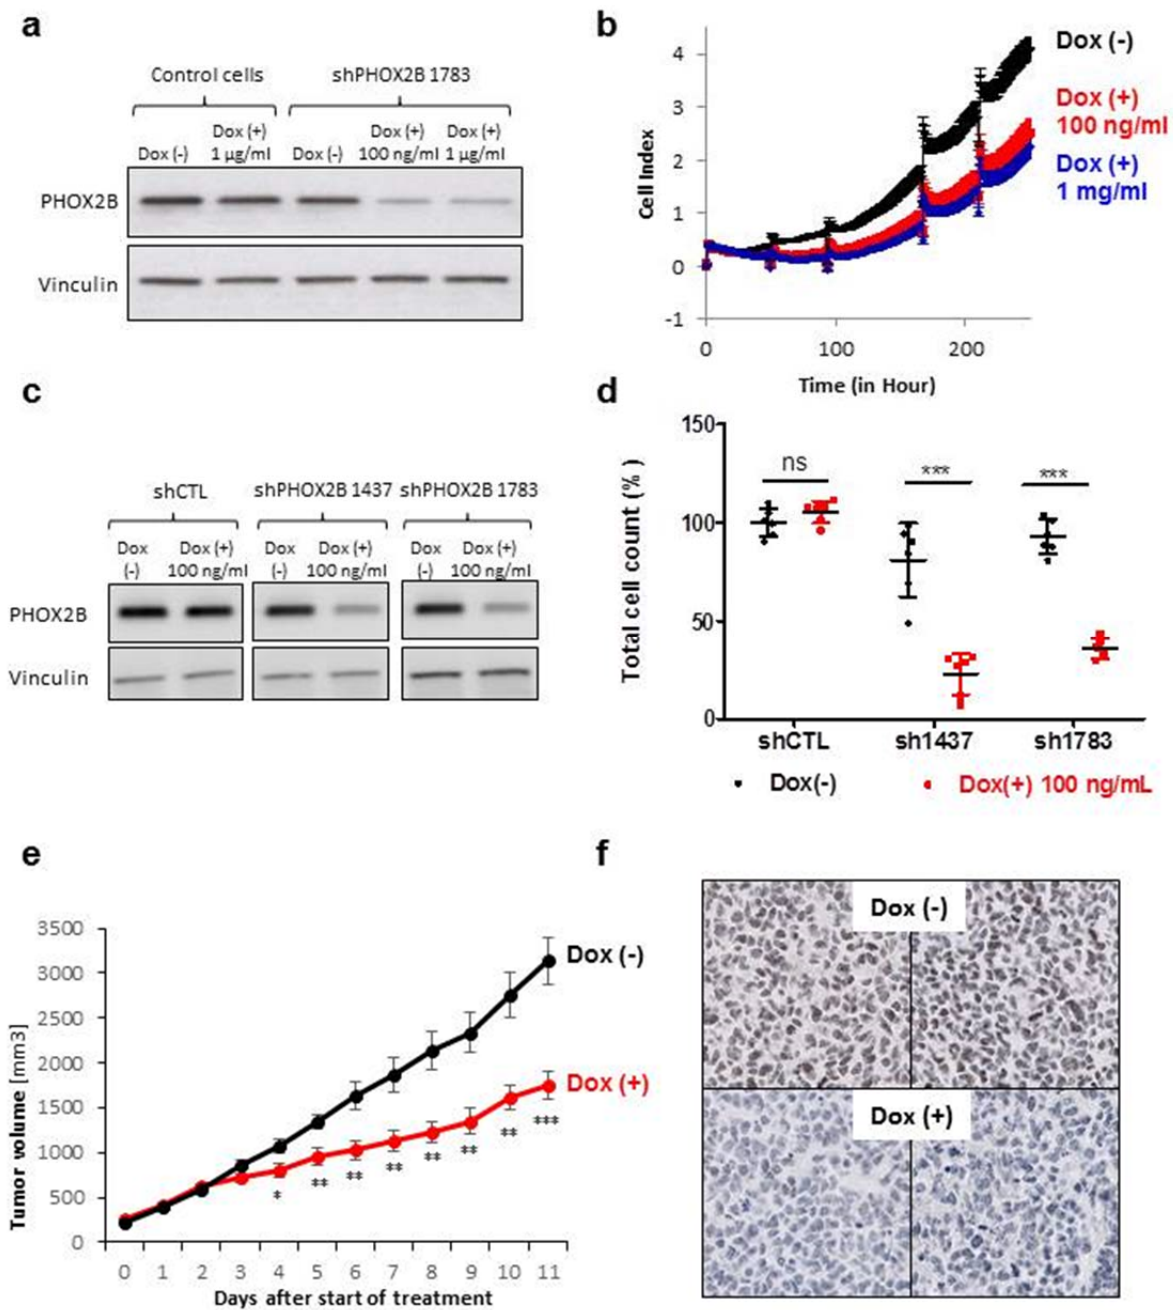 a
Control cells shPHOX2B 1783
Dox (-) Dox (+) 1 µg/ml Dox (-) Dox (+) 100 ng/ml Dox (+) 1 µg/ml
PHOX2B
Vinculin
b
4
3
2
1
0
-1
Cell Index
0 100 200
Time (in Hour)
Dox (-)
Dox (+)
100 ng/ml
Dox (+)
1 mg/ml
c
shCTL shPHOX2B 1437 shPHOX2B 1783
Dox (-) Dox (+) 100 ng/ml Dox (-) Dox (+) 100 ng/ml Dox (-) Dox (+) 100 ng/ml
PHOX2B
Vinculin
d
150
100
50
0
Total cell count (% )
ns *** ***
shCTL sh1437 sh1783
Dox(-) Dox(+) 100 ng/mL
e
3500
3000
2500
2000
1500
1000
500
0
Tumor volume [mm3]
Dox (-)
Dox (+)
* ** ** ** ** ** ** ***
0 1 2 3 4 5 6 7 8 9 10 11
Days after start of treatment
f
Dox (-)
Dox (+)